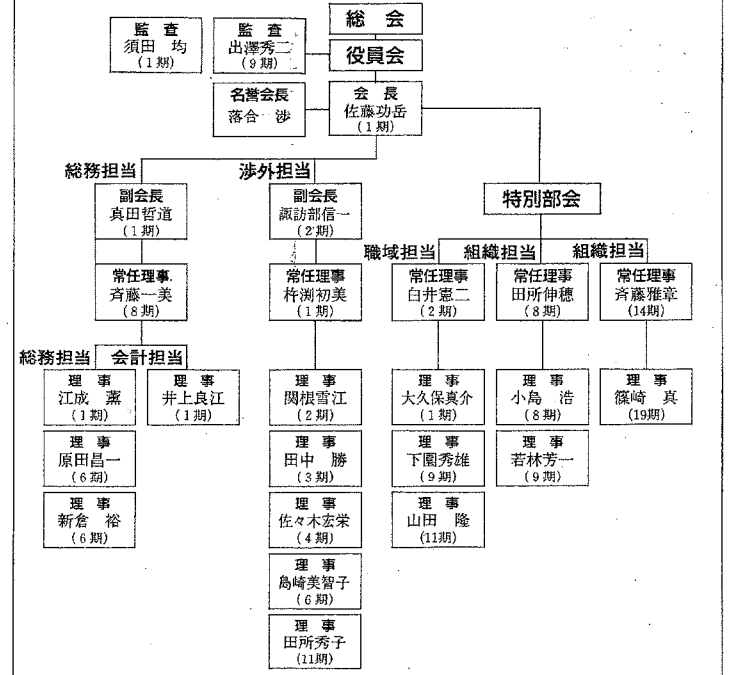 総 会
監 査
須田 均
(1期)
監 査
出澤秀二
(9期)
役員会
名誉会長
落合 渉
会 長
佐藤功岳
(1期)
総務担当
渉外担当
副会長
真田哲道
(1期)
副会長
諏訪部信一
(2期)
特別部会
職域担当
組織担当
組織担当
常任理事
斉藤一美
(8期)
常任理事
杵渕初美
(1期)
常任理事
白井憲二
(2期)
常任理事
田所伸穂
(8期)
常任理事
斉藤雅章
(14期)
総務担当
会計担当
理 事
江成 薫
(1期)
理 事
井上良江
(1期)
理 事
関根雪江
(2期)
理 事
大久保真介
(1期)
理 事
小島 浩
(8期)
理 事
篠崎 真
(19期)
理 事
原田昌一
(6期)
理 事
田中 勝
(3期)
理 事
下園秀雄
(9期)
理 事
若林芳一
(9期)
理 事
新倉 裕
(6期)
理 事
佐々木宏栄
(4期)
理 事
山田 隆
(11期)
理 事
島崎美智子
(6期)
理 事
田所秀子
(11期)